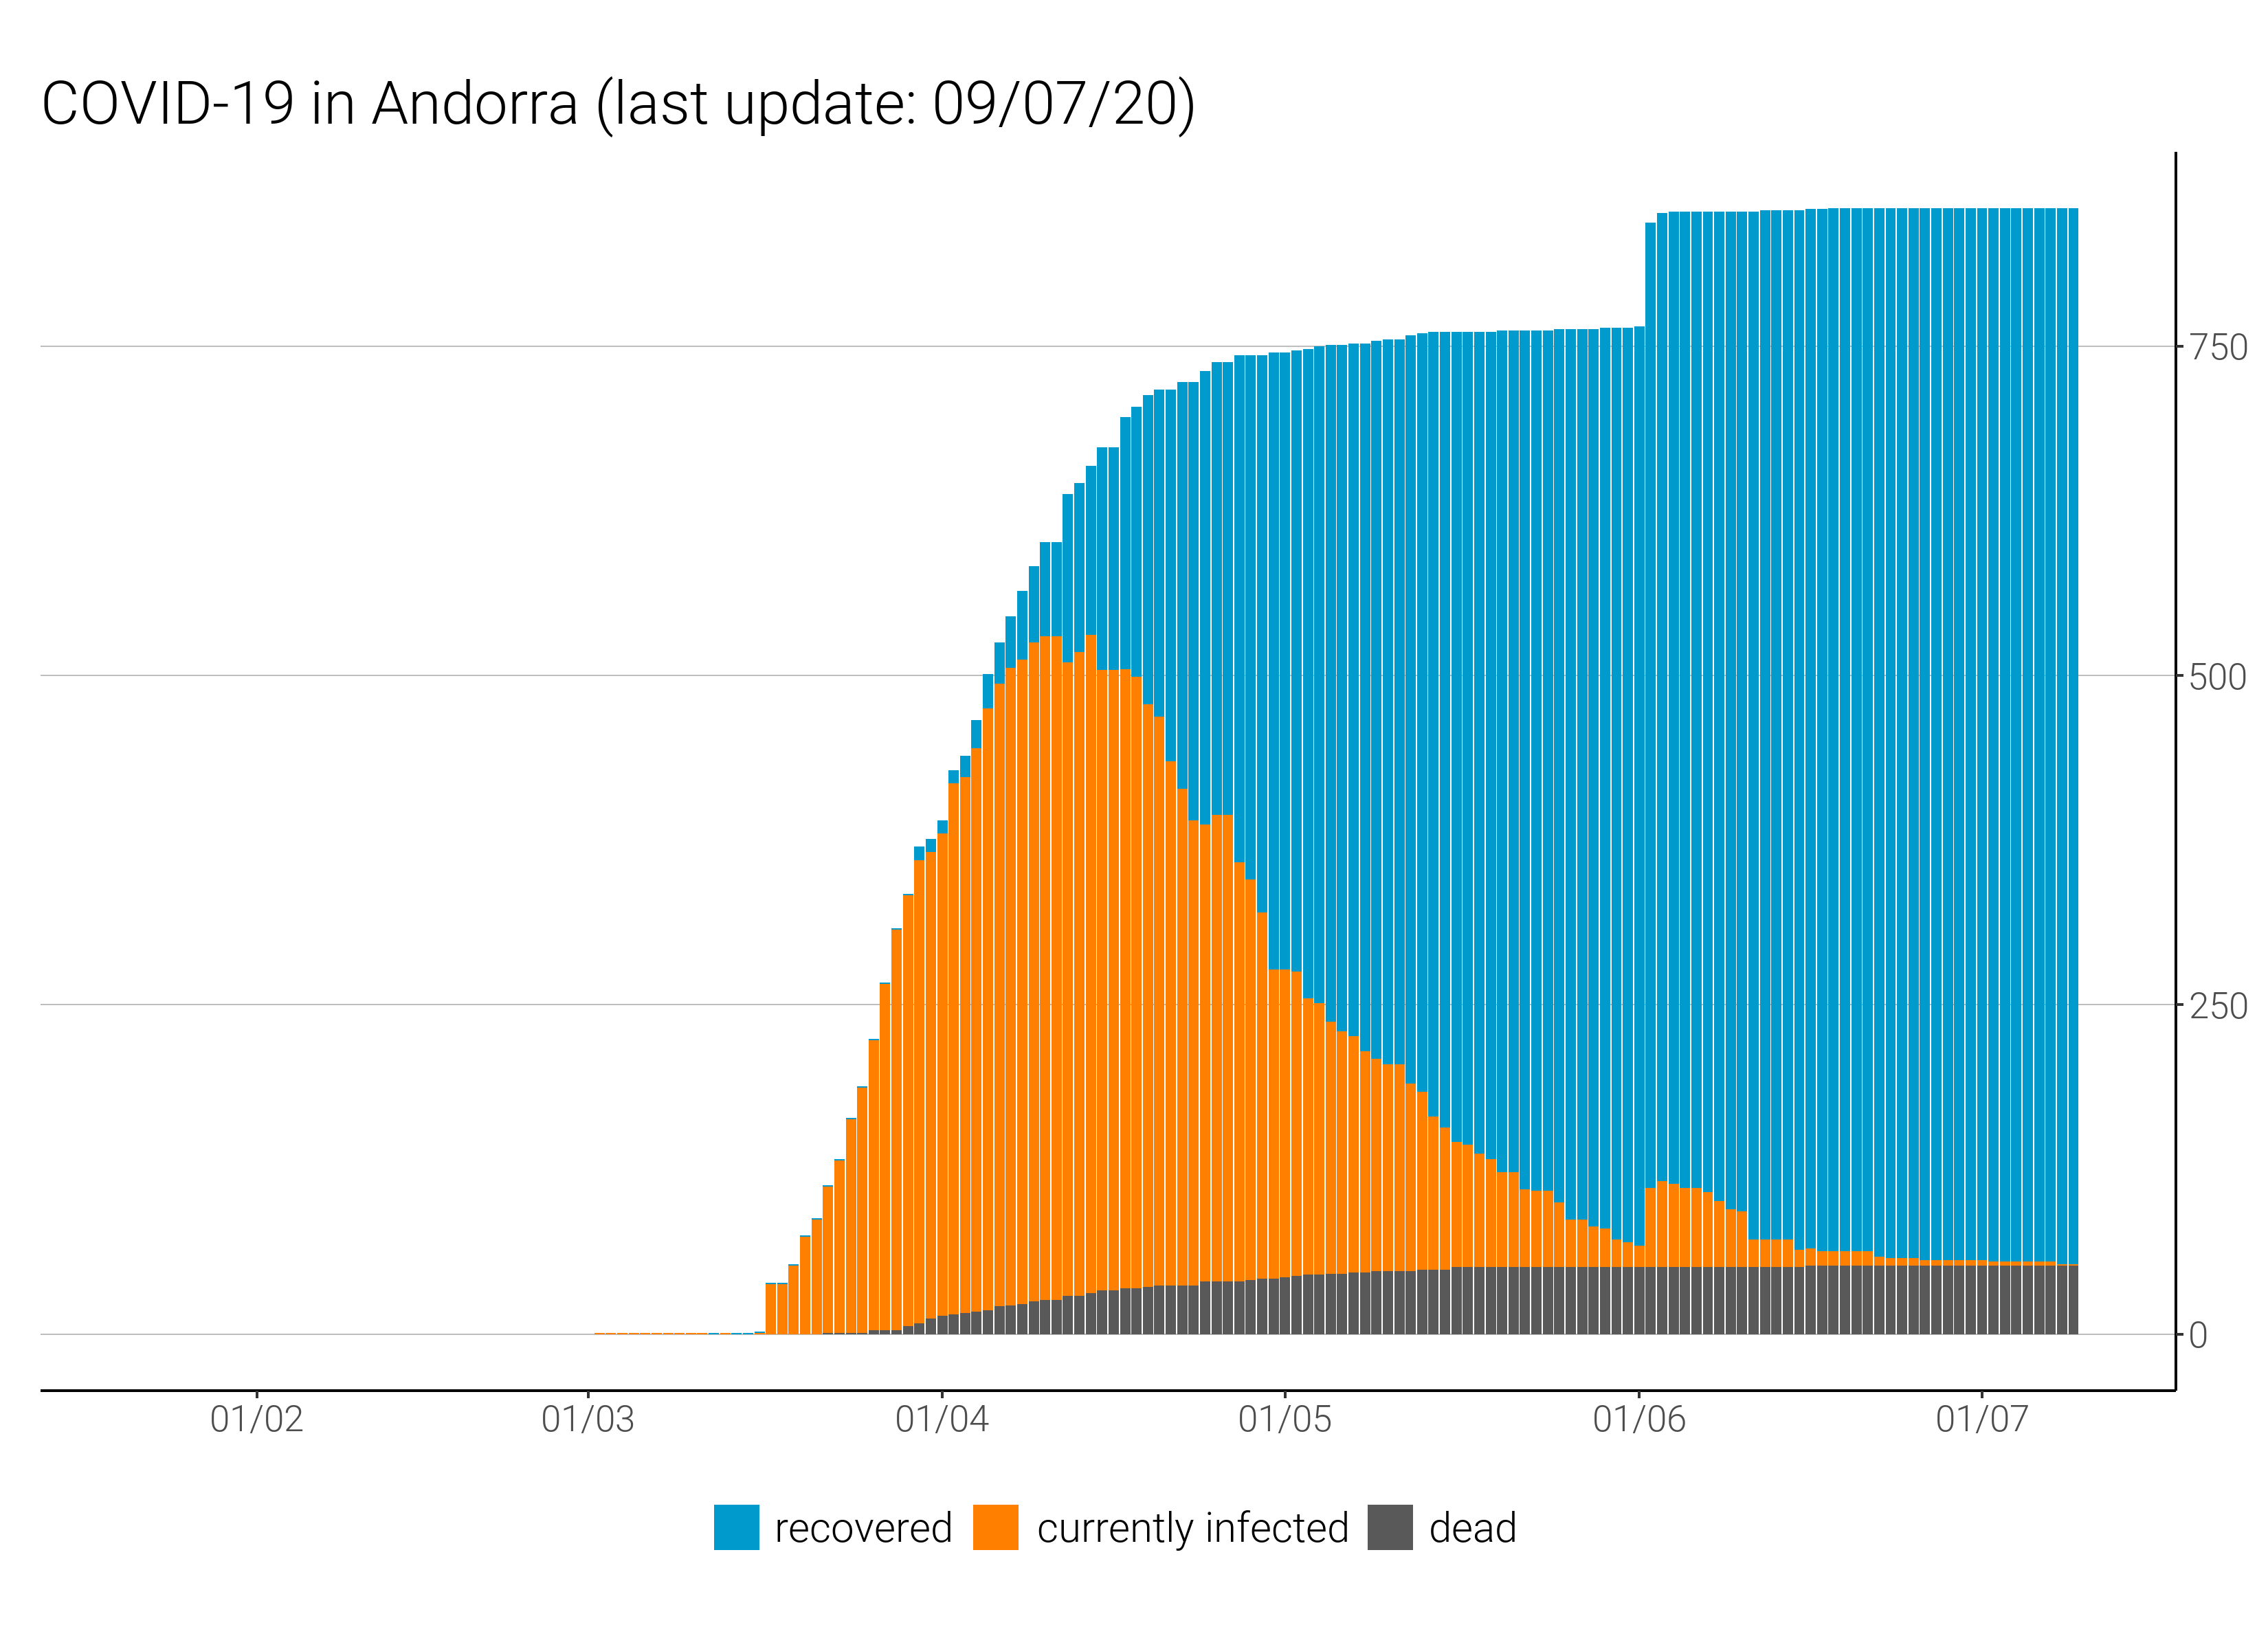 COVID-19 in Andorra (last update: 09/07/20)
750
500
250
0
01/02 01/03 01/04 01/05 01/06 01/07
recovered currently infected dead